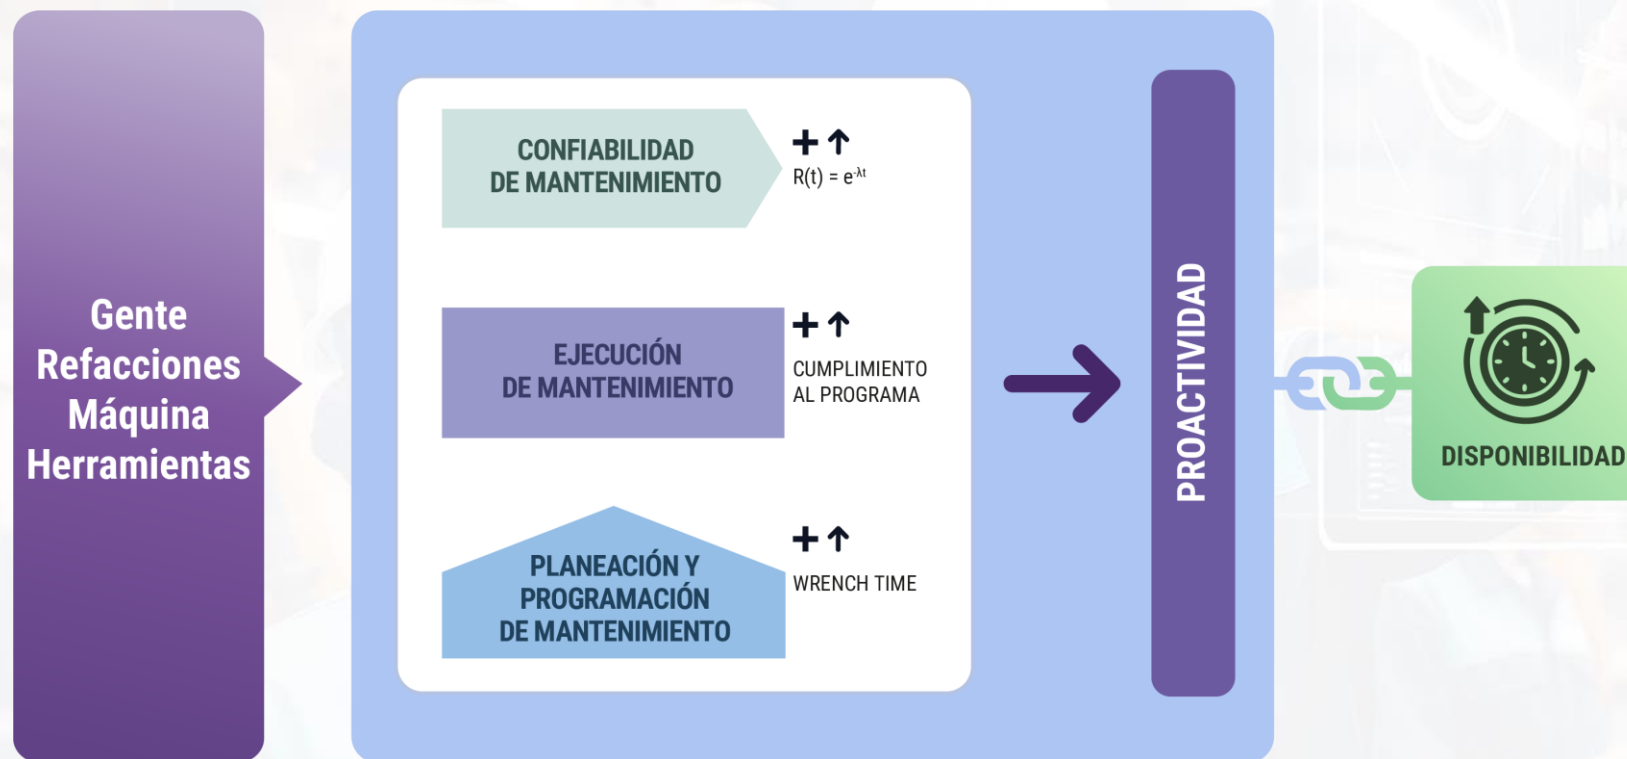 Gente
Refacciones
Máquina
Herramientas
CONFIABILIDAD
DE MANTENIMIENTO
+ ↑
R(t) = e^-λt
EJECUCIÓN
DE MANTENIMIENTO
+ ↑
CUMPLIMIENTO
AL PROGRAMA
PLANEACIÓN Y
PROGRAMACIÓN
DE MANTENIMIENTO
+ ↑
WRENCH TIME
PROACTIVIDAD
DISPONIBILIDAD